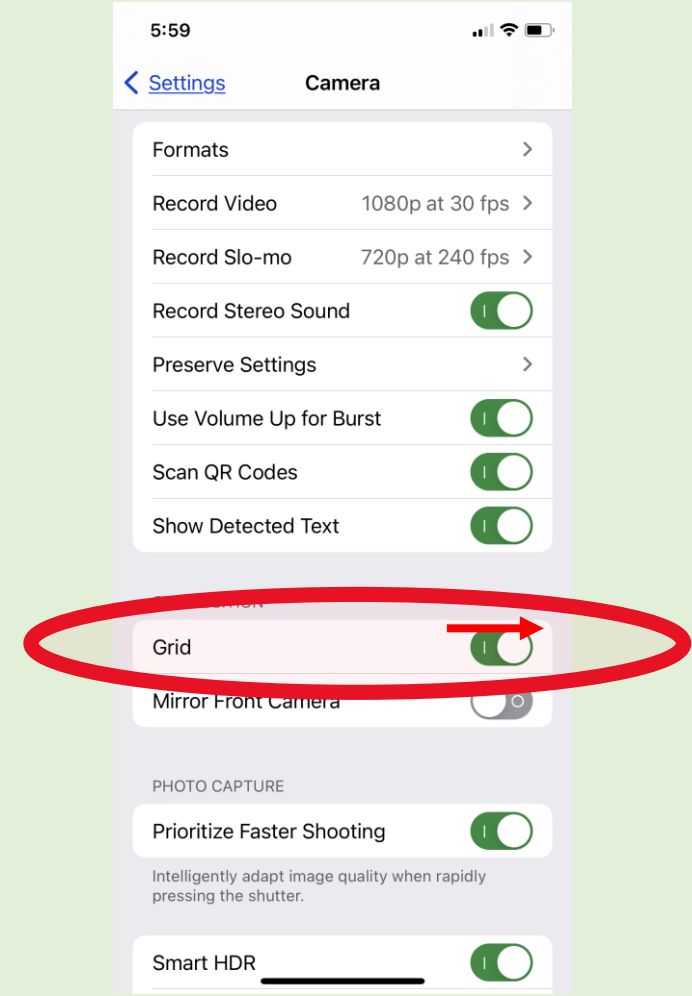 5:59
Settings Camera
Formats
Record Video 1080p at 30 fps
Record Slo-mo 720p at 240 fps
Record Stereo Sound
Preserve Settings
Use Volume Up for Burst
Scan QR Codes
Show Detected Text
Grid
Mirror Front Camera
PHOTO CAPTURE
Prioritize Faster Shooting
Intelligently adapt image quality when rapidly
pressing the shutter.
Smart HDR